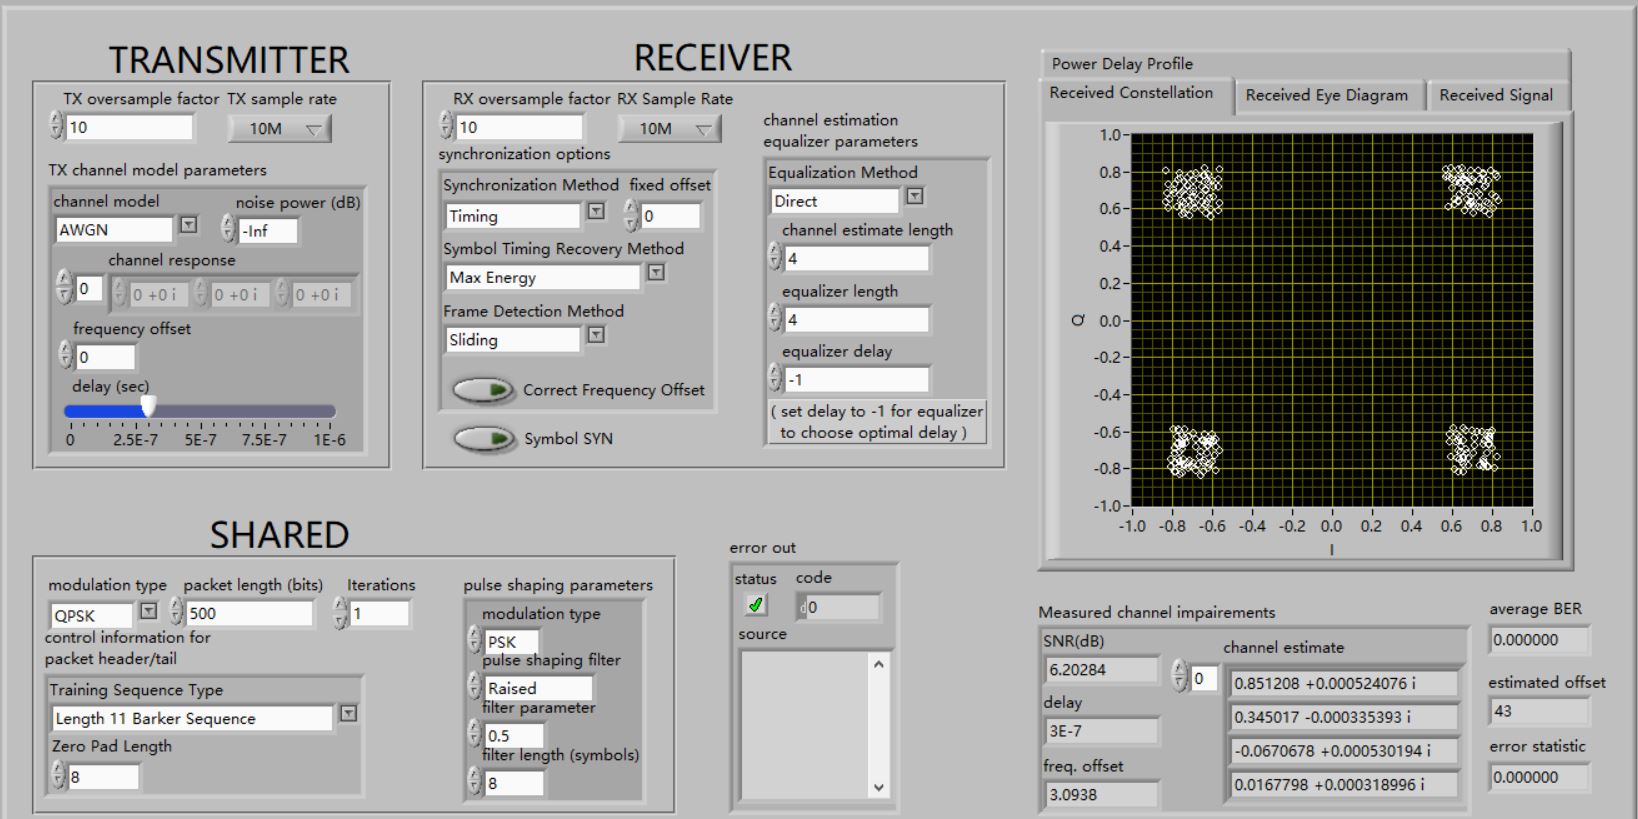 TRANSMITTER
TX oversample factor TX sample rate
10 10M
TX channel model parameters
channel model noise power (dB)
AWGN -Inf
channel response
0 0 +0 i 0 +0 i 0 +0 i
frequency offset
0
delay (sec)
0 2.5E-7 5E-7 7.5E-7 1E-6
RECEIVER
RX oversample factor RX Sample Rate
10 10M
synchronization options
Synchronization Method fixed offset
Timing 0
Symbol Timing Recovery Method
Max Energy
Frame Detection Method
Sliding
Correct Frequency Offset
Symbol SYN
channel estimation
equalizer parameters
Equalization Method
Direct
channel estimate length
4
equalizer length
4
equalizer delay
-1
( set delay to -1 for equalizer
to choose optimal delay )
Power Delay Profile
Received Constellation Received Eye Diagram Received Signal
1.0
0.8
0.6
0.4
0.2
Q 0.0
-0.2
-0.4
-0.6
-0.8
-1.0
-1.0 -0.8 -0.6 -0.4 -0.2 0.0 0.2 0.4 0.6 0.8 1.0
I
SHARED
modulation type packet length (bits) Iterations
QPSK 500 1
control information for
packet header/tail
Training Sequence Type
Length 11 Barker Sequence
Zero Pad Length
8
pulse shaping parameters
modulation type
PSK
pulse shaping filter
Raised
filter parameter
0.5
filter length (symbols)
8
error out
status code
d 0
source
Measured channel impairements
SNR(dB)
6.20284
delay
3E-7
freq. offset
3.0938
channel estimate
0
0.851208 +0.000524076 i
0.345017 -0.000335393 i
-0.0670678 +0.000530194 i
0.0167798 +0.000318996 i
average BER
0.000000
estimated offset
43
error statistic
0.000000